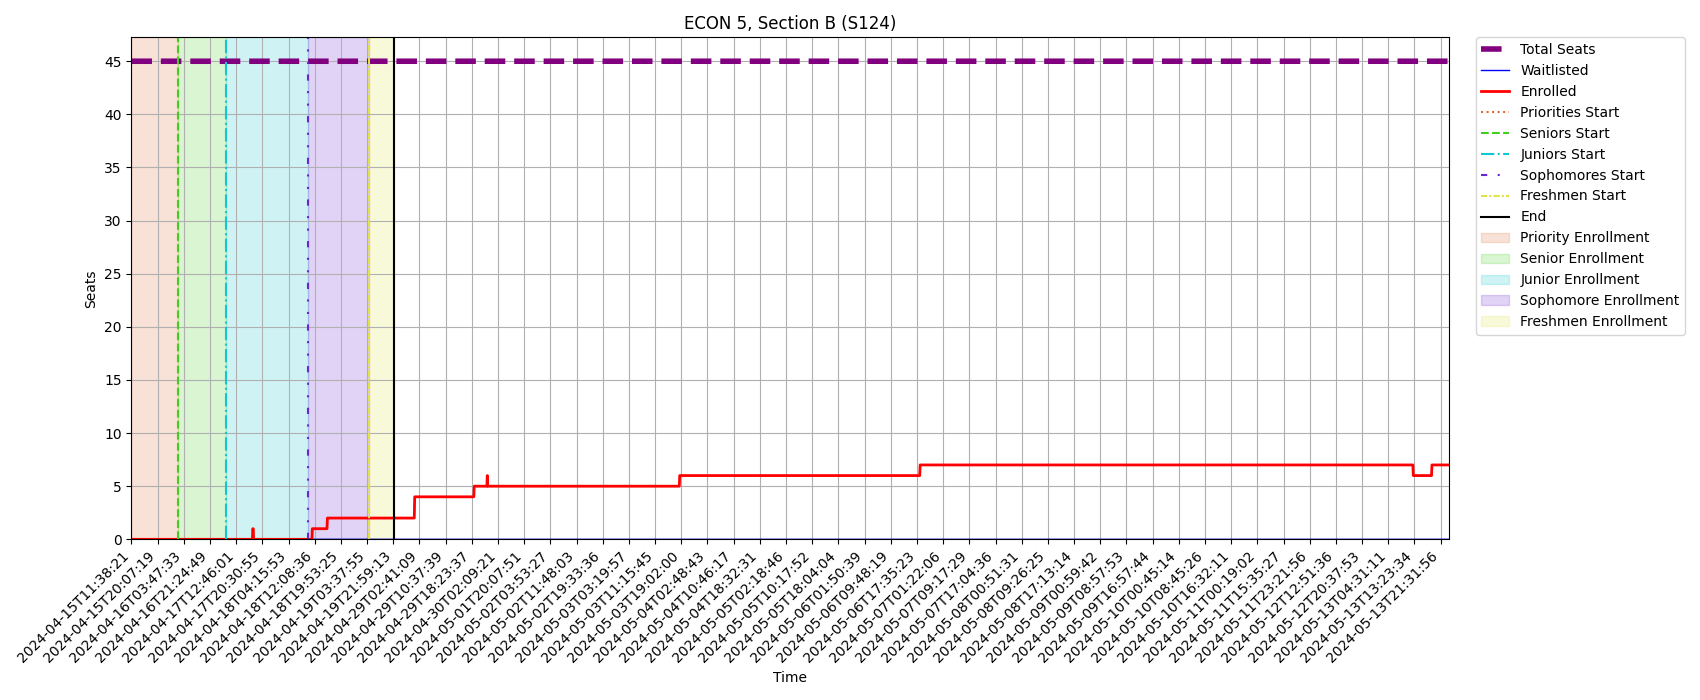 ECON 5, Section B (S124)
Seats
45
40
35
30
25
20
15
10
5
0
2024-04-15T11:38:21
2024-04-15T20:07:19
2024-04-16T03:47:33
2024-04-16T21:24:49
2024-04-17T12:46:01
2024-04-17T20:30:55
2024-04-18T04:15:53
2024-04-18T12:08:36
2024-04-18T19:53:25
2024-04-19T03:37:55
2024-04-19T21:59:13
2024-04-29T02:41:09
2024-04-29T10:37:39
2024-04-29T18:23:37
2024-04-30T02:09:21
2024-05-01T20:07:51
2024-05-02T03:53:27
2024-05-02T11:48:03
2024-05-02T19:33:36
2024-05-03T03:19:57
2024-05-03T11:15:45
2024-05-03T19:02:00
2024-05-04T02:48:43
2024-05-04T10:46:17
2024-05-04T18:32:31
2024-05-05T02:18:46
2024-05-05T10:17:52
2024-05-05T18:04:04
2024-05-06T01:50:39
2024-05-06T09:48:19
2024-05-06T17:35:23
2024-05-07T01:22:06
2024-05-07T09:17:29
2024-05-07T17:04:36
2024-05-08T00:51:31
2024-05-08T09:26:25
2024-05-08T17:13:14
2024-05-09T00:59:42
2024-05-09T08:57:53
2024-05-09T16:57:44
2024-05-10T00:45:14
2024-05-10T08:45:26
2024-05-10T16:32:11
2024-05-11T00:19:02
2024-05-11T15:35:27
2024-05-11T23:21:56
2024-05-12T12:51:36
2024-05-12T20:37:53
2024-05-13T04:31:11
2024-05-13T13:23:34
2024-05-13T21:31:56
Time
Total Seats
Waitlisted
Enrolled
Priorities Start
Seniors Start
Juniors Start
Sophomores Start
Freshmen Start
End
Priority Enrollment
Senior Enrollment
Junior Enrollment
Sophomore Enrollment
Freshmen Enrollment